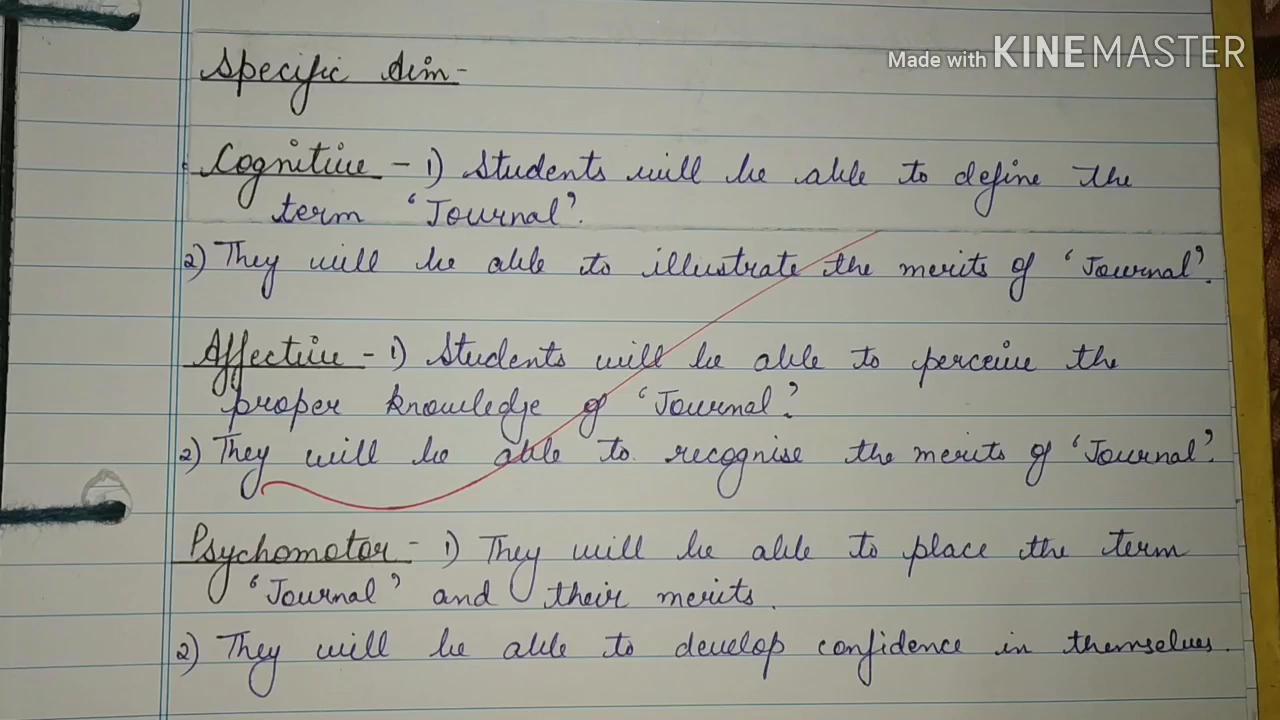 Made with KINEMASTER
Specific Aim-
Cognitive - 1) Students will be able to define the
term 'Journal'.
2) They will be able to illustrate the merits of 'Journal'.
Affective - 1) Students will be able to perceive the
proper knowledge of 'Journal'.
2) They will be able to recognise the merits of 'Journal'.
Psychomotor - 1) They will be able to place the term
'Journal' and their merits.
2) They will be able to develop confidence in themselves.